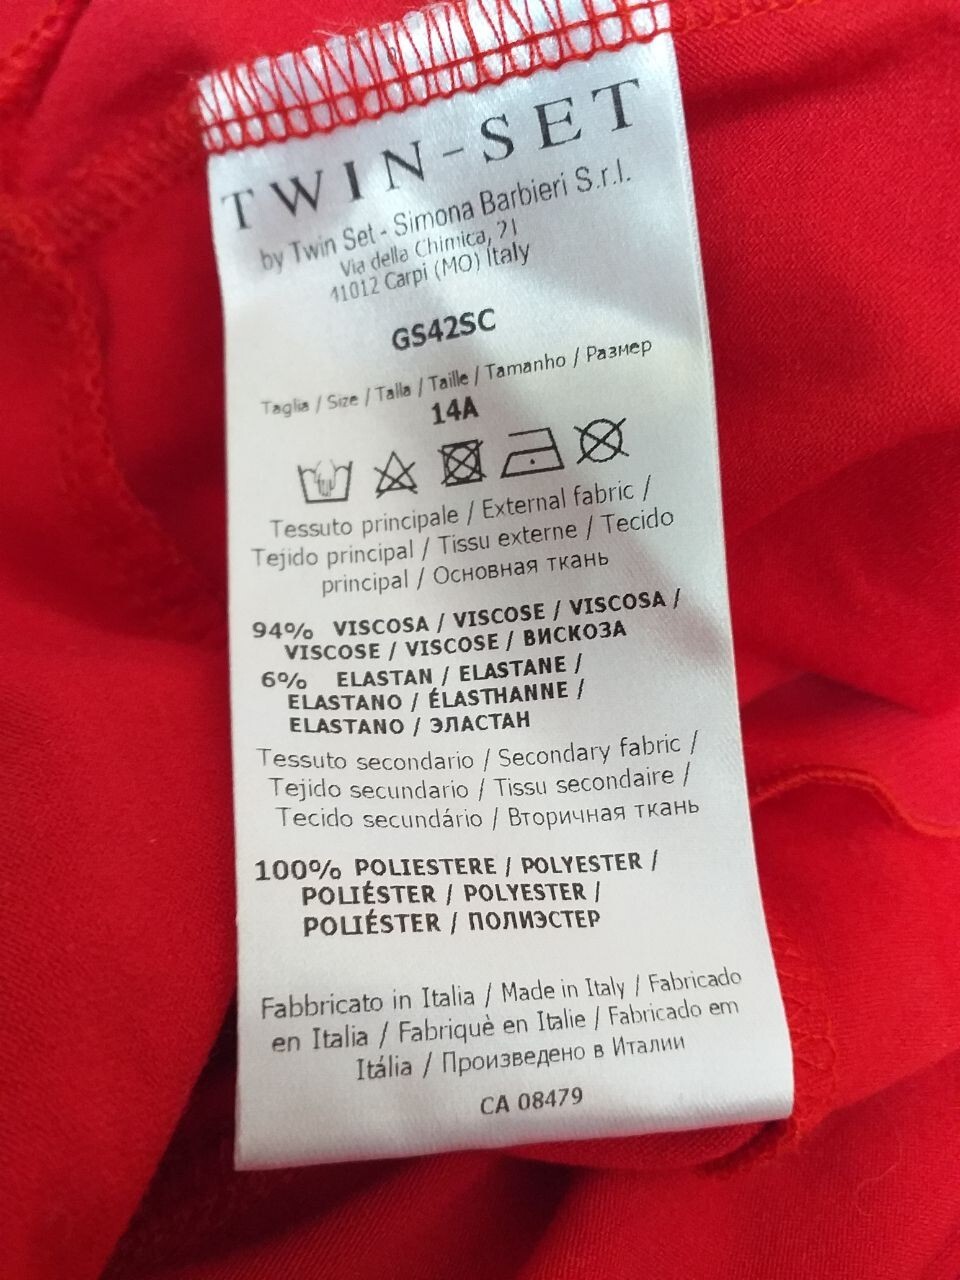 TWIN-SET
by Twin Set - Simona Barbieri S.r.l.
Via della Chimica, 21
41012 Carpi (MO) Italy
GS42SC
Taglia / Size / Talla / Taille / Tamanho / Размер
14A
Tessuto principale / External fabric /
Tejido principal / Tissu externe / Tecido
principal / Основная ткань
94% VISCOSA / VISCOSE / VISCOSA /
VISCOSE / VISCOSE / ВИСКОЗА
6% ELASTAN / ELASTANE /
ELASTANO / ÉLASTHANNE /
ELASTANO / ЭЛАСТАН
Tessuto secondario / Secondary fabric /
Tejido secundario / Tissu secondaire /
Tecido secundário / Вторичная ткань
100% POLIESTERE / POLYESTER /
POLIÉSTER / POLYESTER /
POLIÉSTER / ПОЛИЭСТЕР
Fabbricato in Italia / Made in Italy / Fabricado
en Italia / Fabriquè en Italie / Fabricado em
Itália / Произведено в Италии
CA 08479